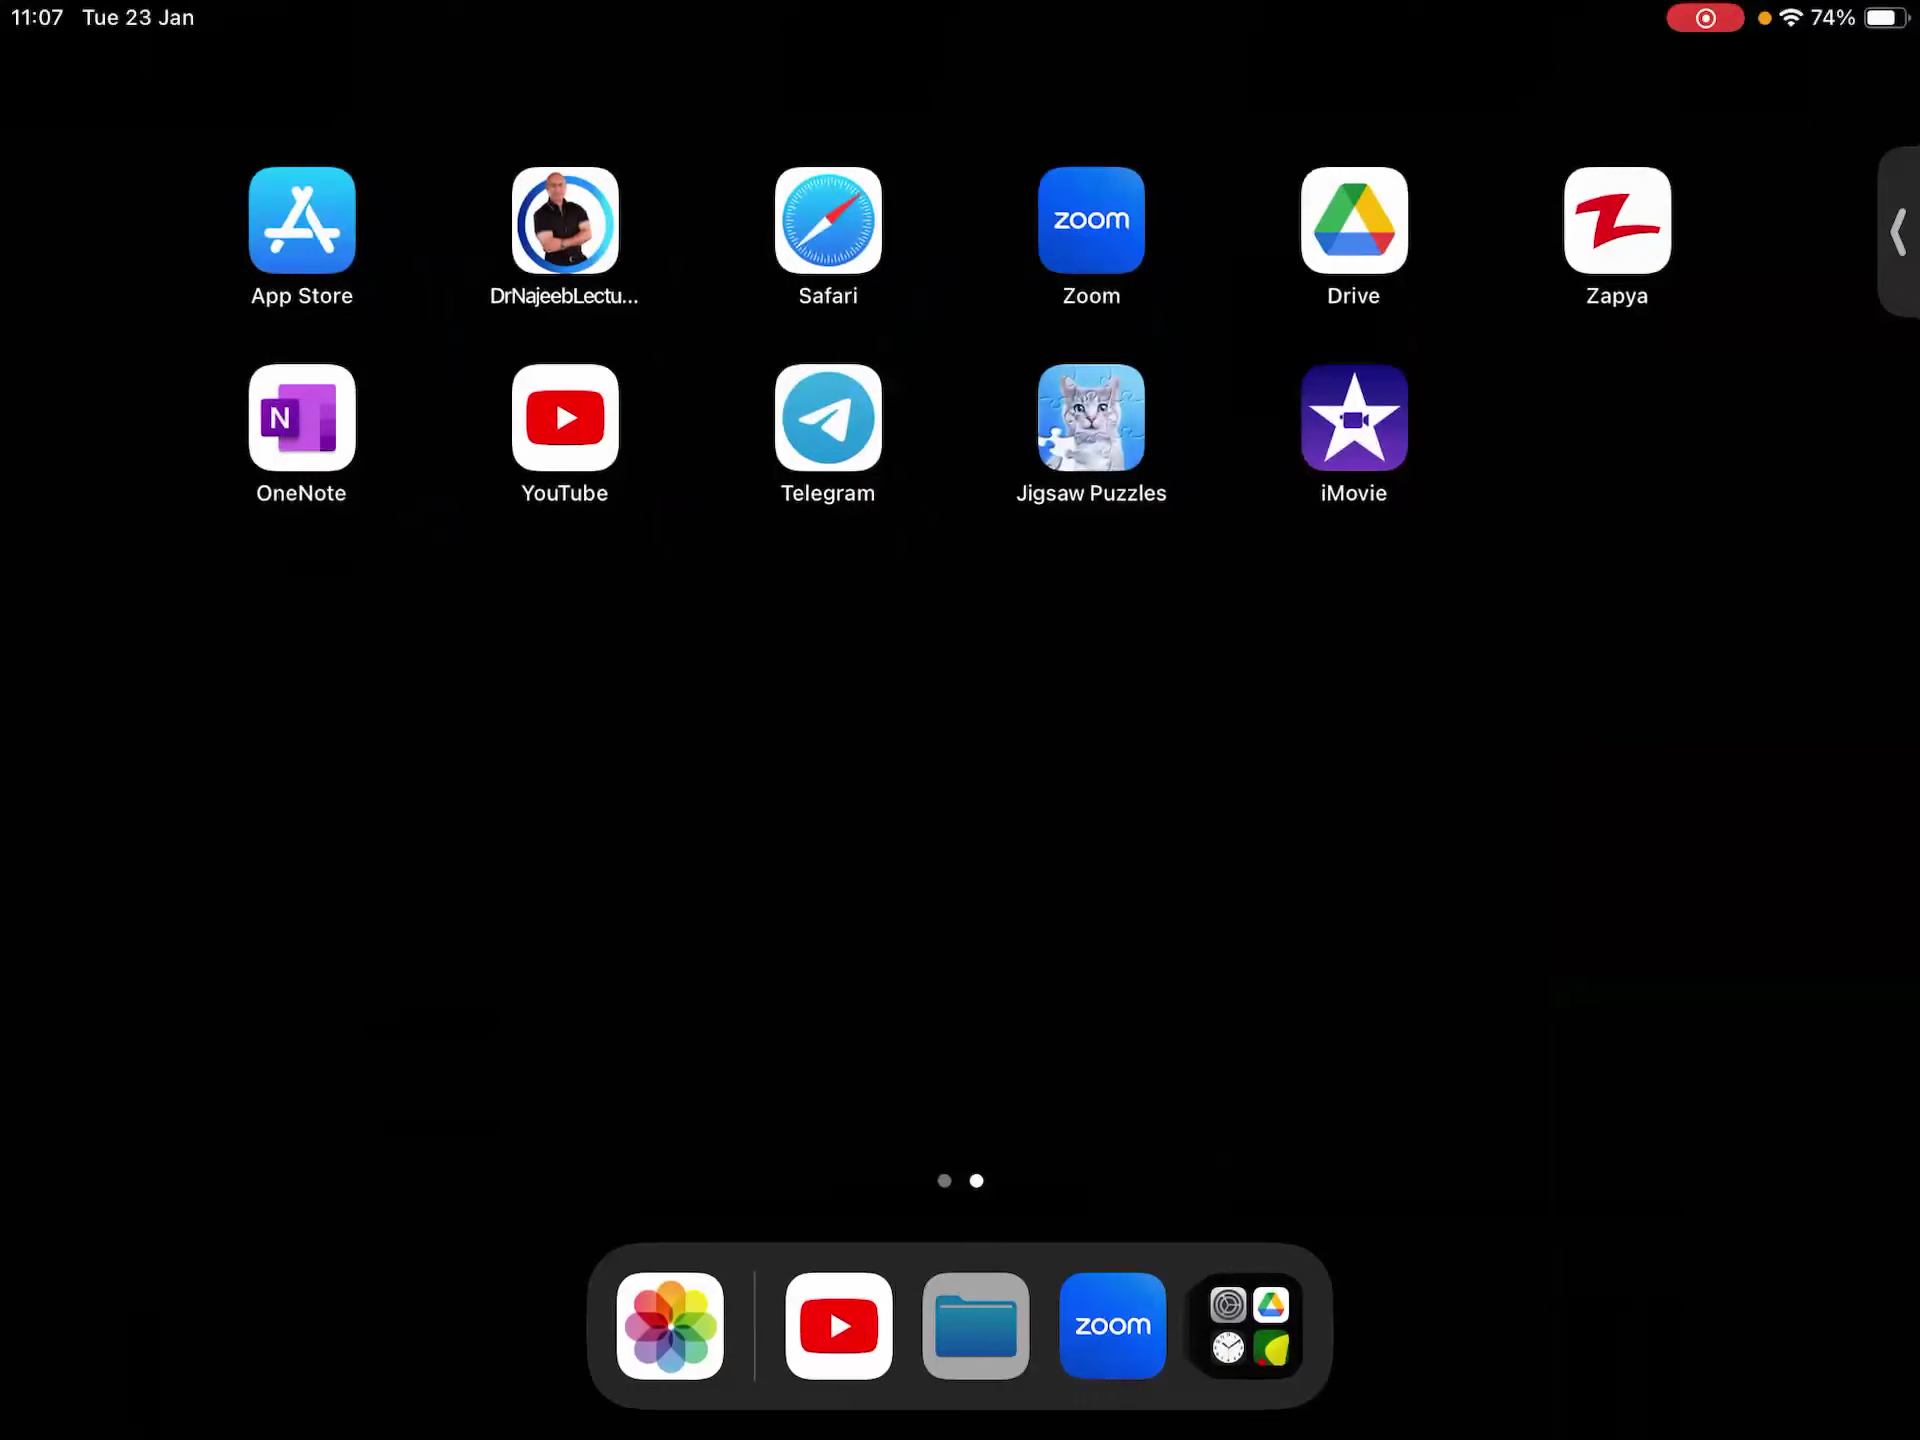 11:07 Tue 23 Jan 74%
zoom
App Store DrNajeebLectu... Safari Zoom Drive Zapya
N
OneNote YouTube Telegram Jigsaw Puzzles iMovie
zoom